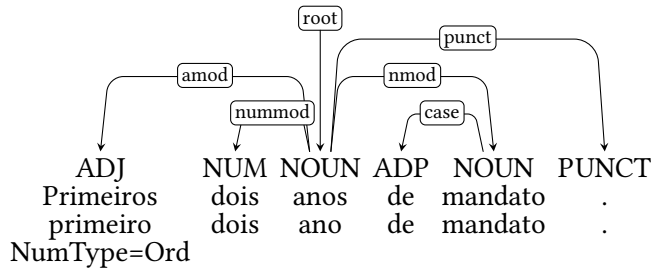 root
punct
amod
nmod
nummod
case
ADJ NUM NOUN ADP NOUN PUNCT
Primeiros dois anos de mandato .
primeiro dois ano de mandato .
NumType=Ord